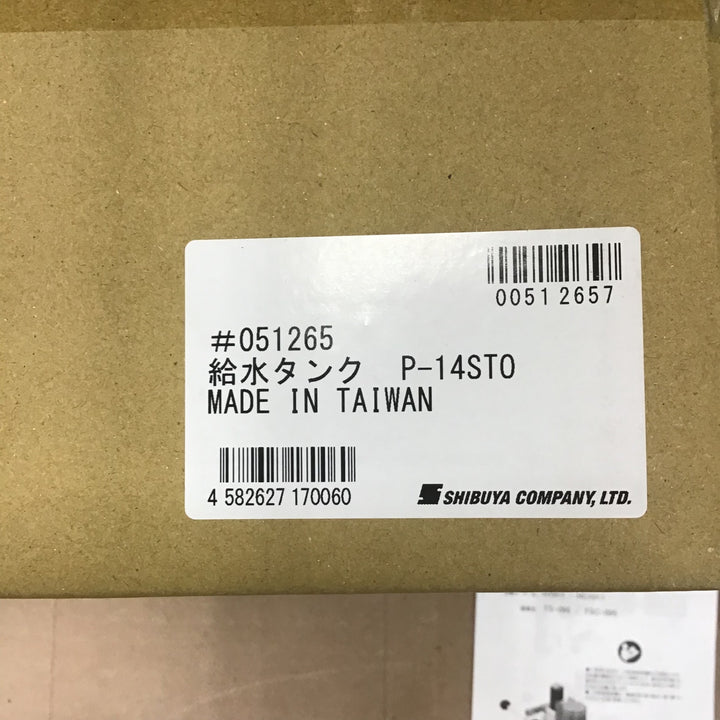 0051 2657
#051265
給水タンク P-14STO
MADE IN TAIWAN
4 582627 170060
SHIBUYA COMPANY, LTD.